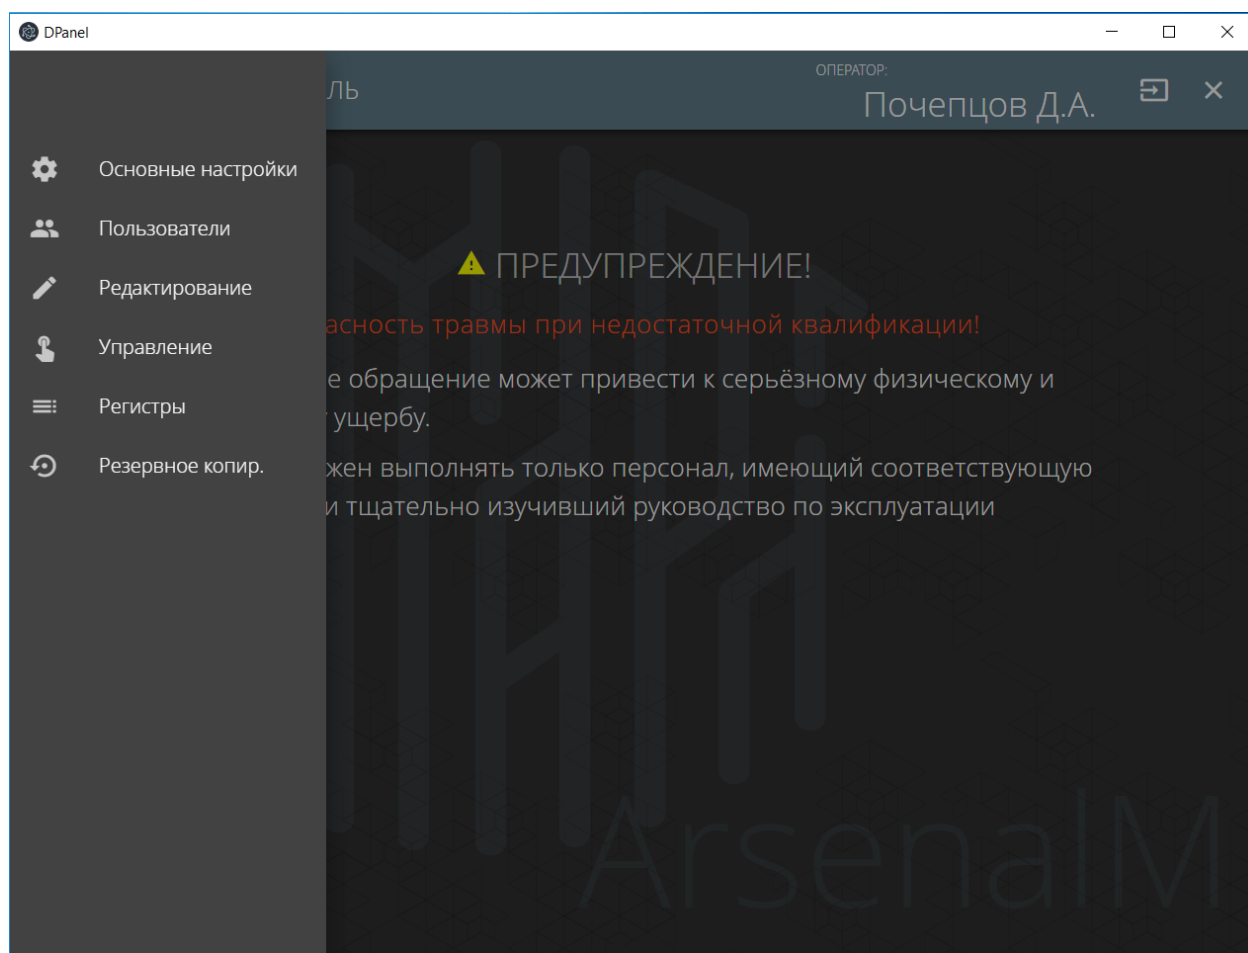 DPanel
ЛЬ
ОПЕРАТОР:
Почепцов Д.А.
Основные настройки
Пользователи
Редактирование
Управление
Регистры
Резервное копир.
ПРЕДУПРЕЖДЕНИЕ!
асность травмы при недостаточной квалификации!
е обращение может привести к серьёзному физическому и
ущербу.
жен выполнять только персонал, имеющий соответствующую
и тщательно изучивший руководство по эксплуатации
ArsenalM